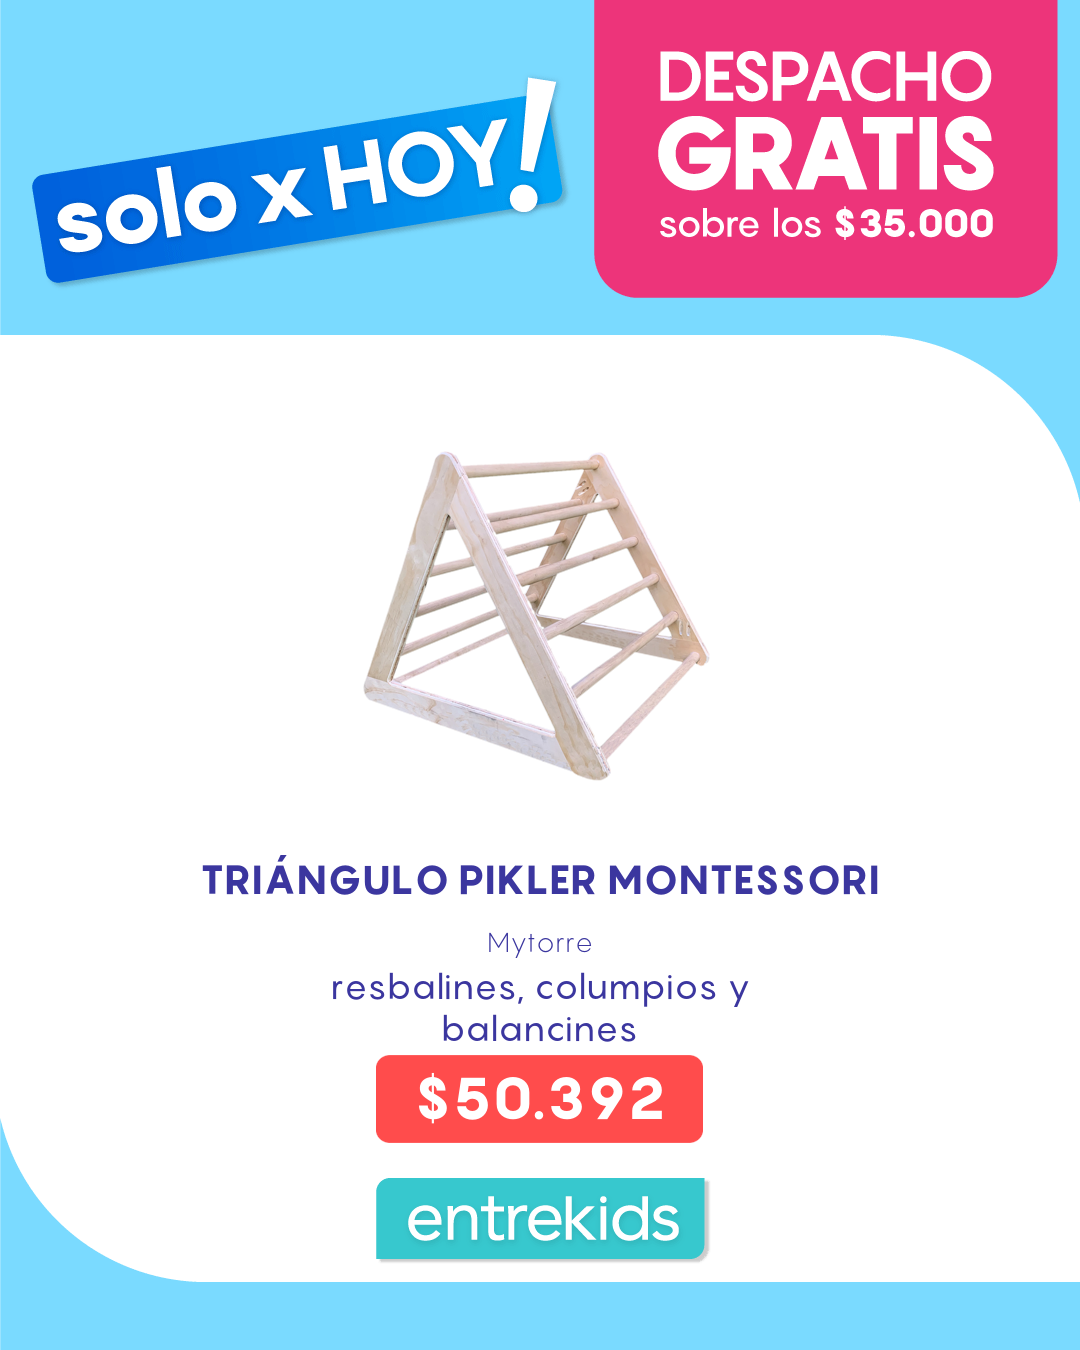 solo x HOY!
DESPACHO
GRATIS
sobre los $35.000
TRIÁNGULO PIKLER MONTESSORI
Mytorre
resbalines, columpios y
balancines
$50.392
entrekids